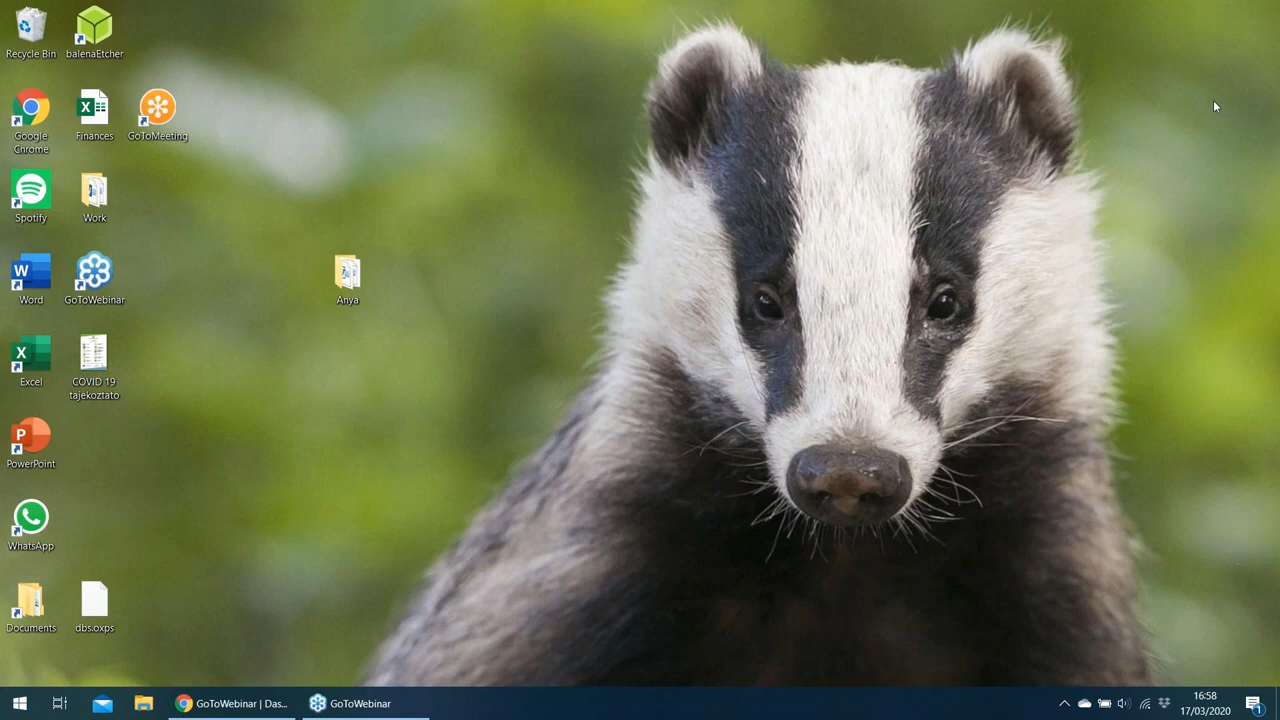 Recycle Bin
balenaEtcher
Google
Chrome
Finances
GoToMeeting
Spotify
Work
Word
GoToWebinar
Anya
Excel
COVID 19
tajekoztato
PowerPoint
WhatsApp
Documents
dbs.oxps
GoToWebinar | Das...
GoToWebinar
16:58
17/03/2020
1